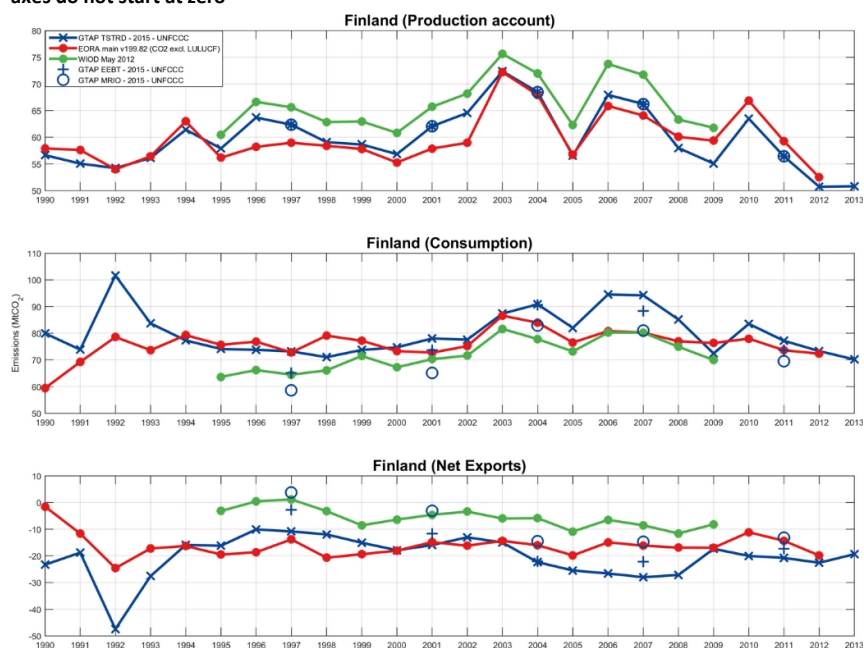 axes do not start at zero
Finland (Production account)
GTAP TSTRD - 2015 - UNFCCC
EORA main v199.82 (CO2 excl. LULUCF)
WIOD May 2012
GTAP EEBT - 2015 - UNFCCC
GTAP MRIO - 2015 - UNFCCC
80
75
70
65
60
55
50
1990 1991 1992 1993 1994 1995 1996 1997 1998 1999 2000 2001 2002 2003 2004 2005 2006 2007 2008 2009 2010 2011 2012 2013
Finland (Consumption)
Emissions (MtCO₂)
110
100
90
80
70
60
50
1990 1991 1992 1993 1994 1995 1996 1997 1998 1999 2000 2001 2002 2003 2004 2005 2006 2007 2008 2009 2010 2011 2012 2013
Finland (Net Exports)
10
0
-10
-20
-30
-40
-50
1990 1991 1992 1993 1994 1995 1996 1997 1998 1999 2000 2001 2002 2003 2004 2005 2006 2007 2008 2009 2010 2011 2012 2013